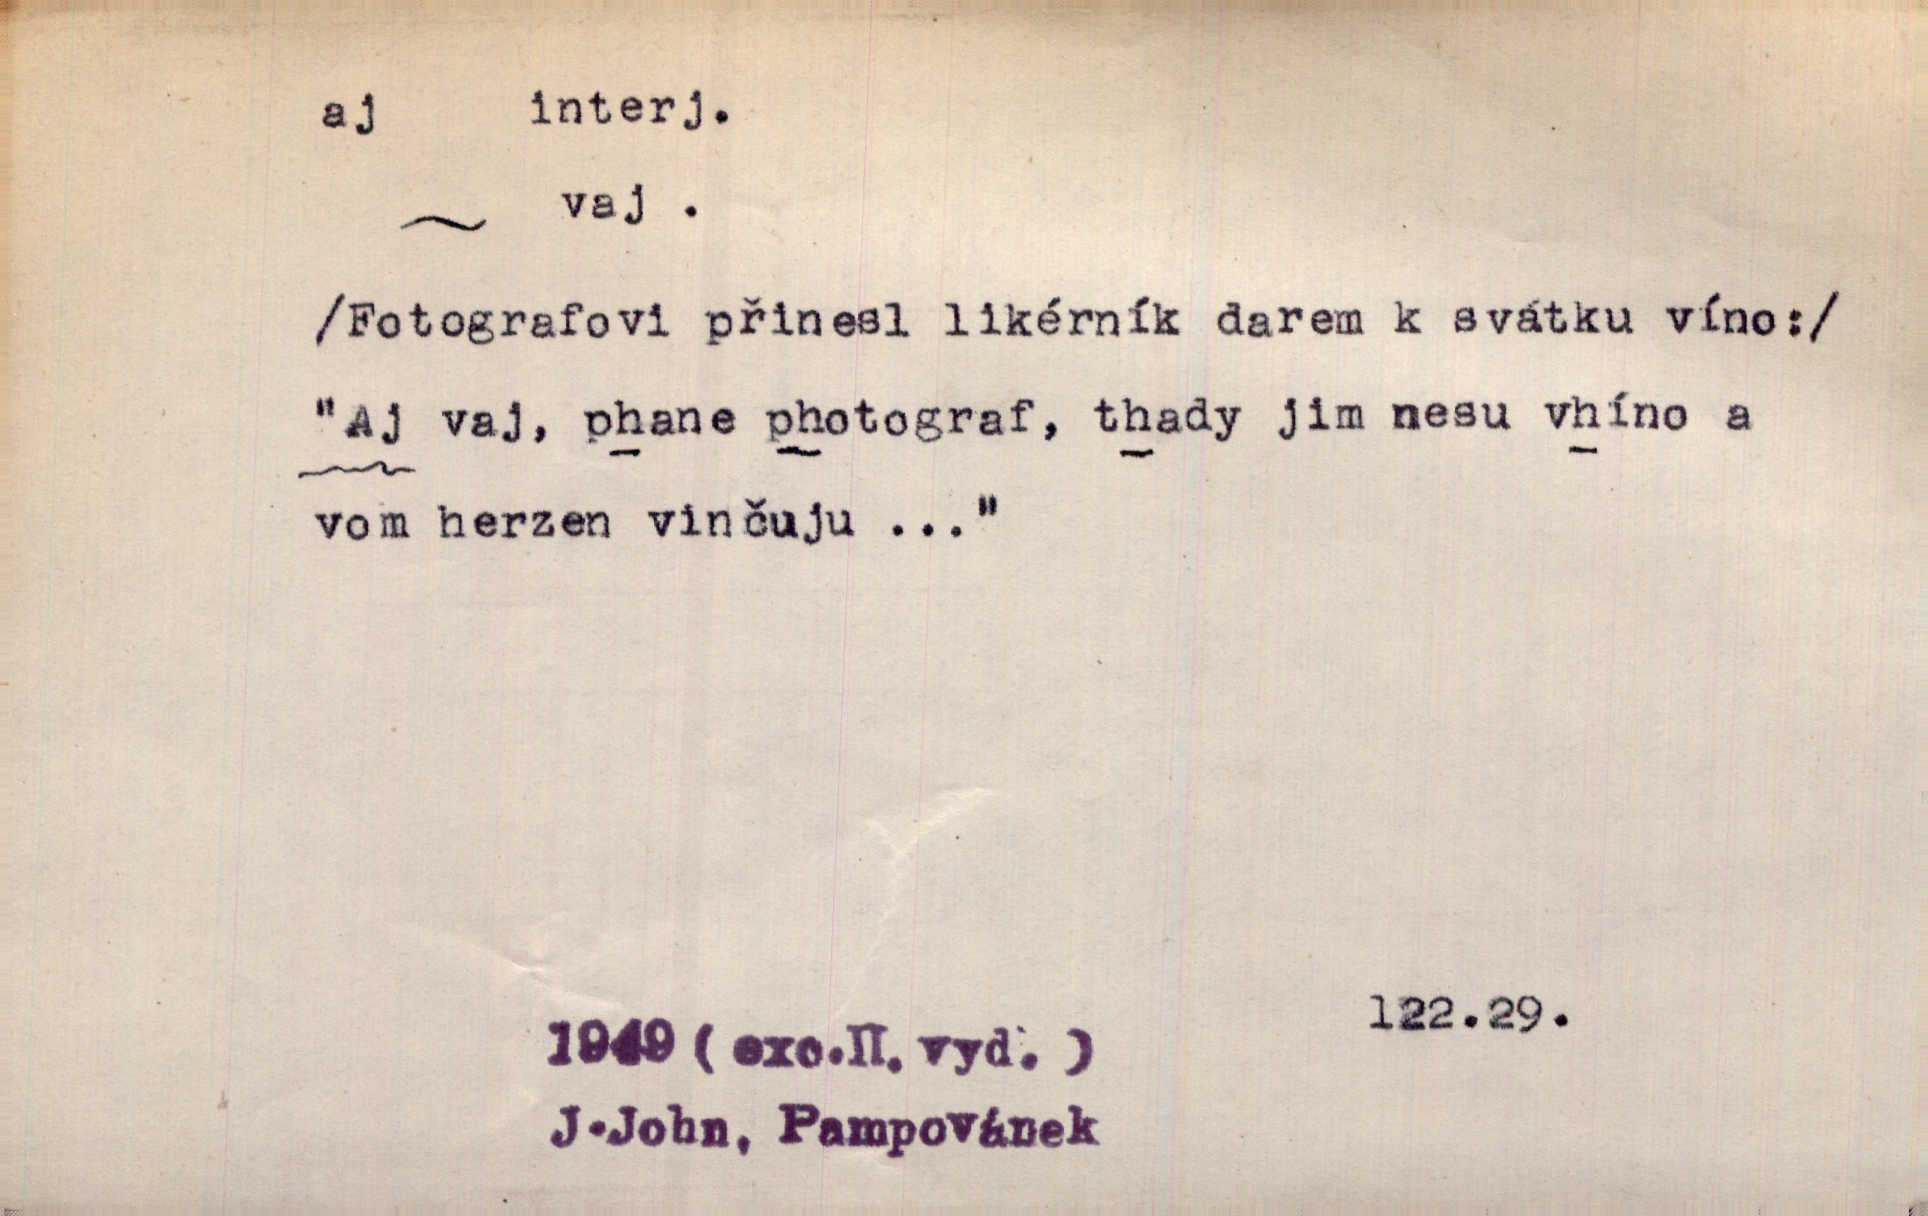 aj interj.
~ vaj .
/Fotografovi přinesl likérník darem k svátku víno:/
"Aj vaj, phane photograf, thady jim nesu vhíno a
vom herzen vinčuju ..."
122.29.
1949 ( exc.II. vyd. )
J.John, Pampovánek